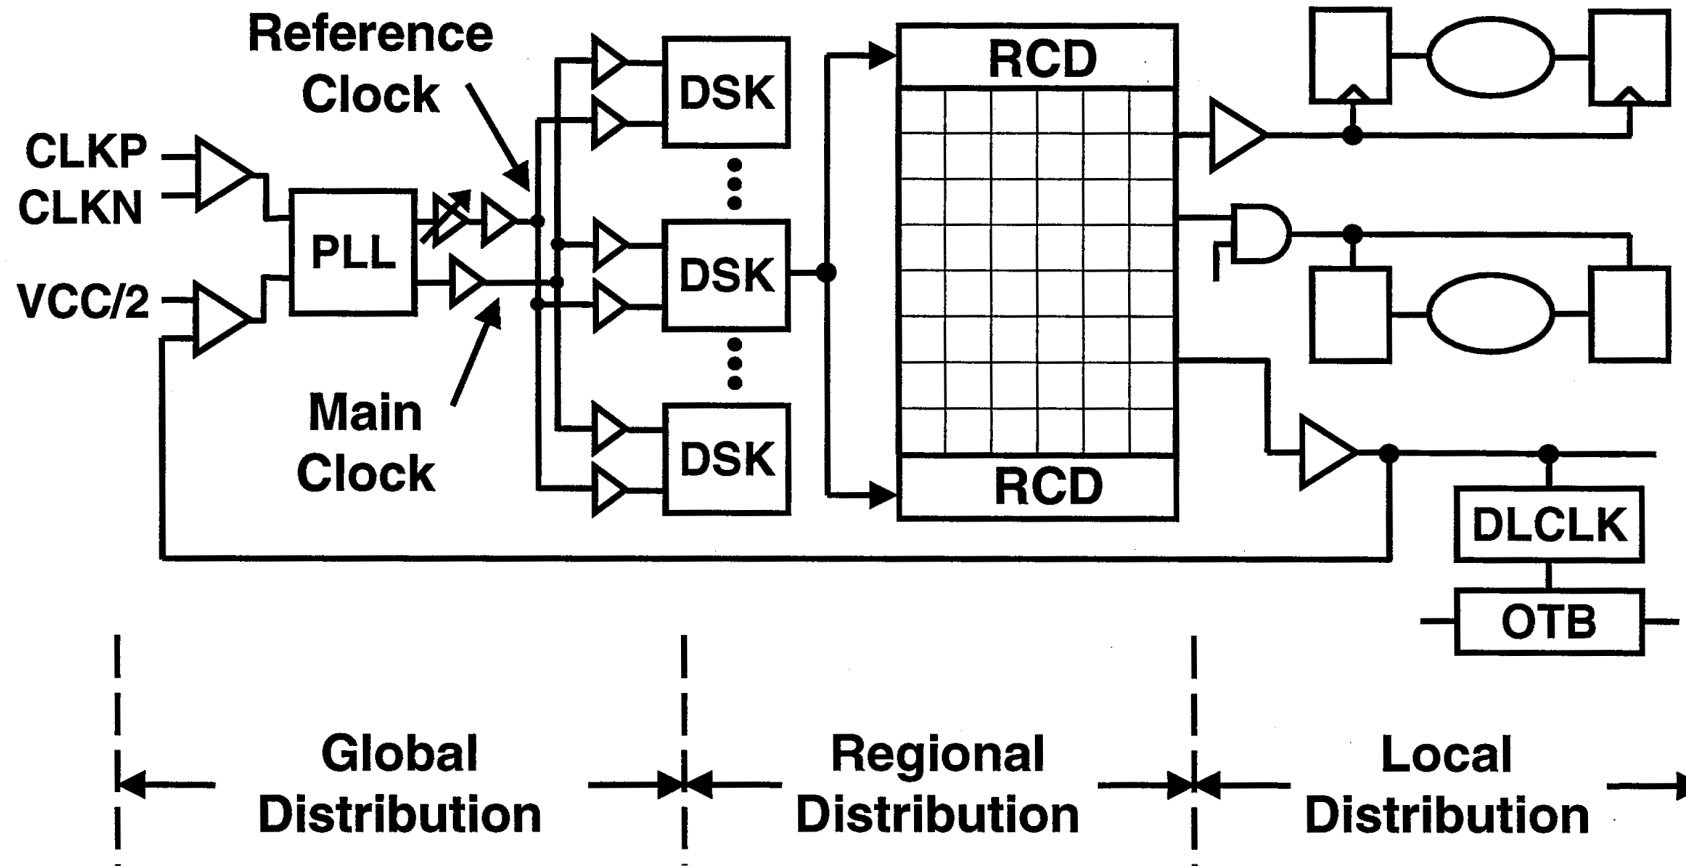 Reference
Clock
CLKP
CLKN
VCC/2
PLL
Main
Clock
DSK
DSK
DSK
RCD
RCD
DLCLK
OTB
Global
Distribution
Regional
Distribution
Local
Distribution